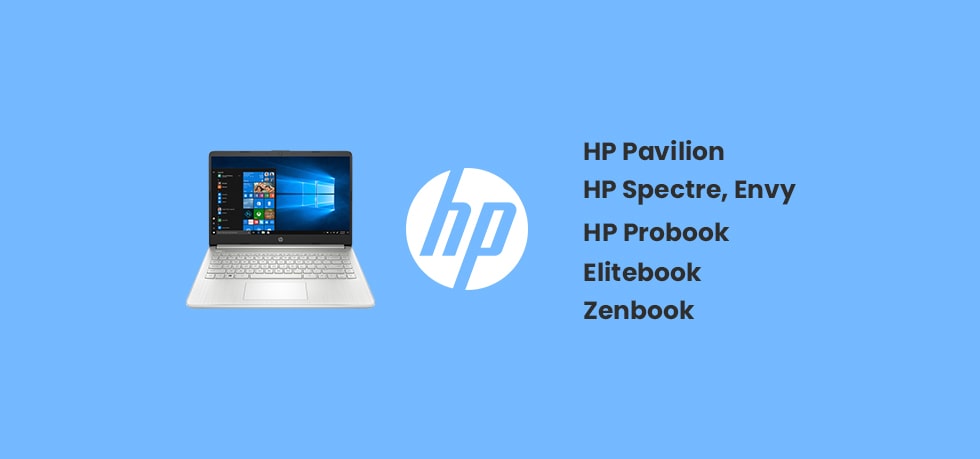 hp
HP Pavilion
HP Spectre, Envy
HP Probook
Elitebook
Zenbook